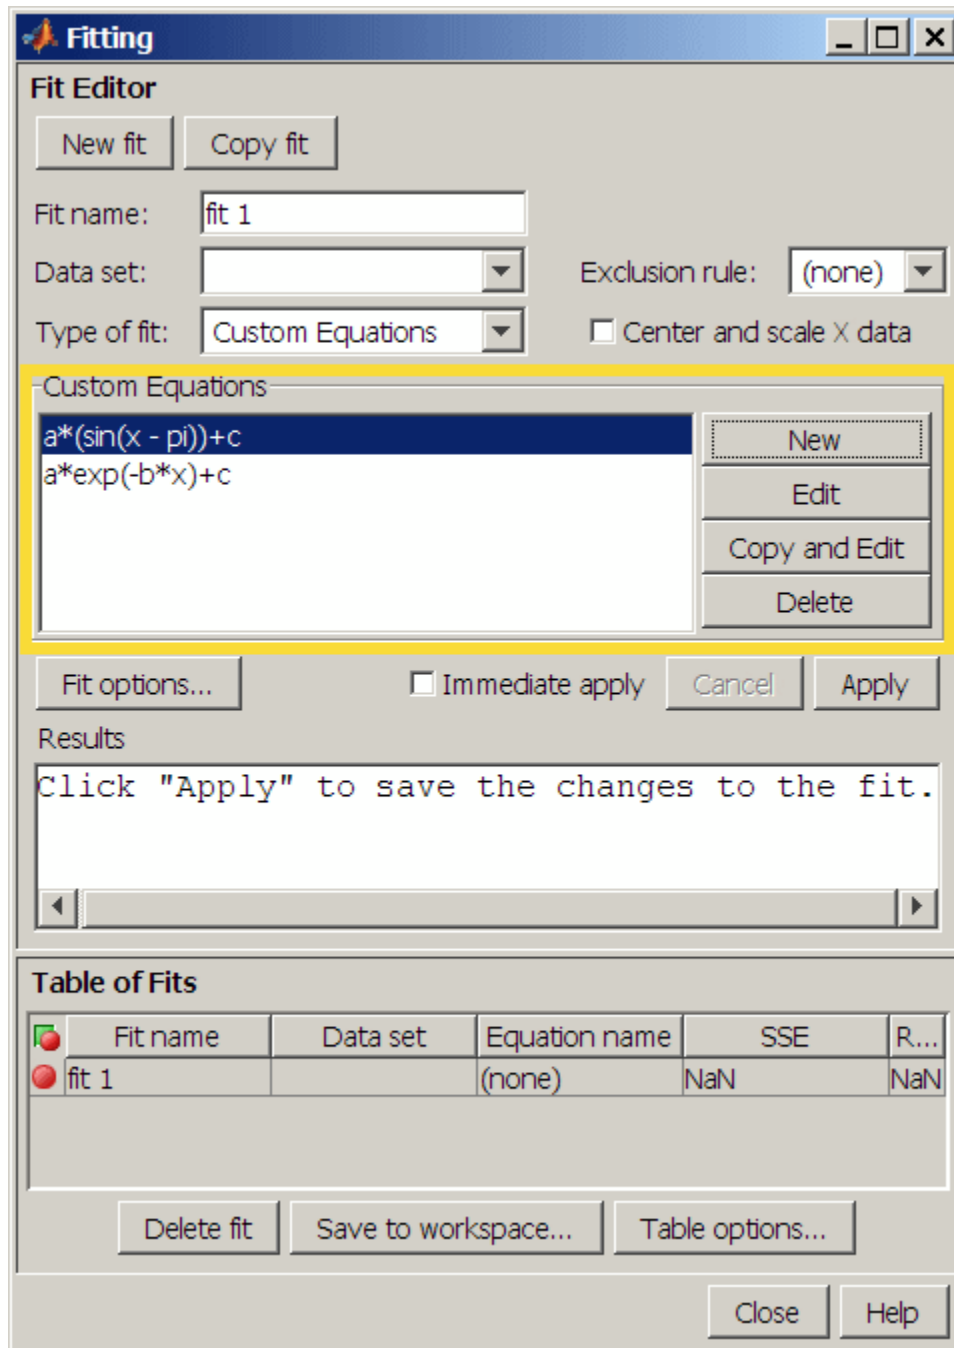 Fitting
Fit Editor
New fit Copy fit
Fit name: fit 1
Data set: Exclusion rule: (none)
Type of fit: Custom Equations Center and scale X data
Custom Equations
a*(sin(x - pi))+c
a*exp(-b*x)+c
New
Edit
Copy and Edit
Delete
Fit options... Immediate apply Cancel Apply
Results
Click "Apply" to save the changes to the fit.
Table of Fits
Fit name Data set Equation name SSE R...
fit 1 (none) NaN NaN
Delete fit Save to workspace... Table options...
Close Help